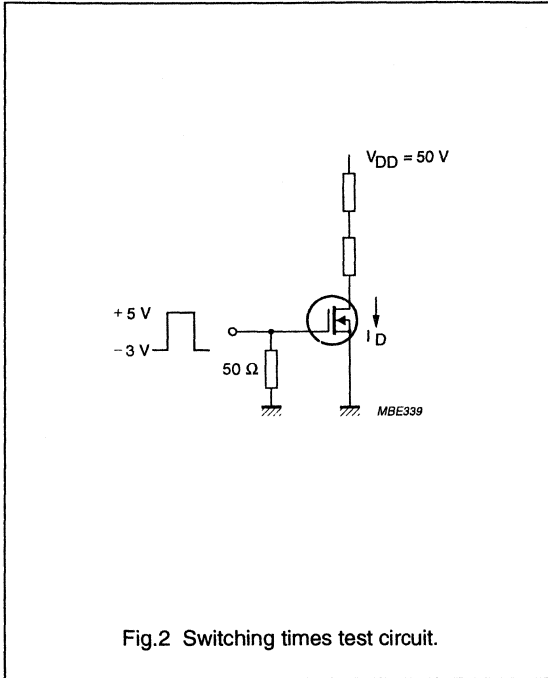 V_DD = 50 V
+ 5 V
− 3 V
50 Ω
I_D
MBE339
Fig.2 Switching times test circuit.